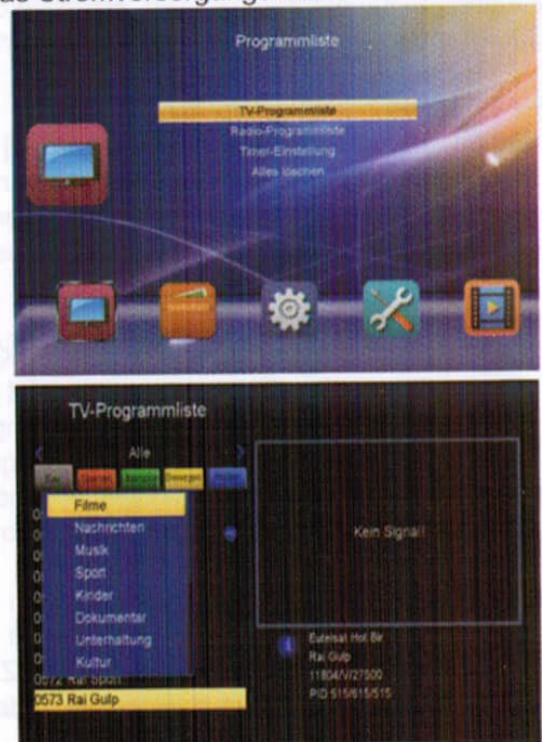 Programmliste
TV-Programmliste
Radio-Programmliste
Timer-Einstellung
Alles löschen
TV-Programmliste
Alle
Fav
Bewegen
Filme
Nachrichten
Musik
Sport
Kinder
Dokumentar
Unterhaltung
Kultur
0572 Rai Sport
0573 Rai Gulp
Kein Signal!
Eutelsat Hot Bir
Rai Gulp
11804/V/27500
PID 515/615/515